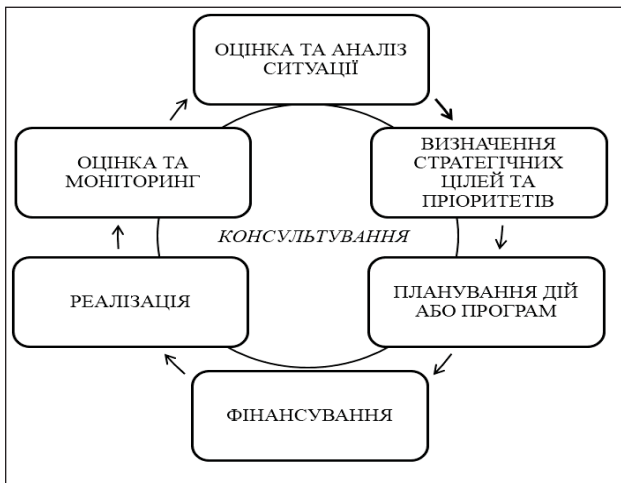 ОЦІНКА ТА АНАЛІЗ
СИТУАЦІЇ
ВИЗНАЧЕННЯ
СТРАТЕГІЧНИХ
ЦІЛЕЙ ТА
ПРІОРИТЕТІВ
ПЛАНУВАННЯ ДІЙ
АБО ПРОГРАМ
ФІНАНСУВАННЯ
РЕАЛІЗАЦІЯ
ОЦІНКА ТА
МОНІТОРИНГ
КОНСУЛЬТУВАННЯ